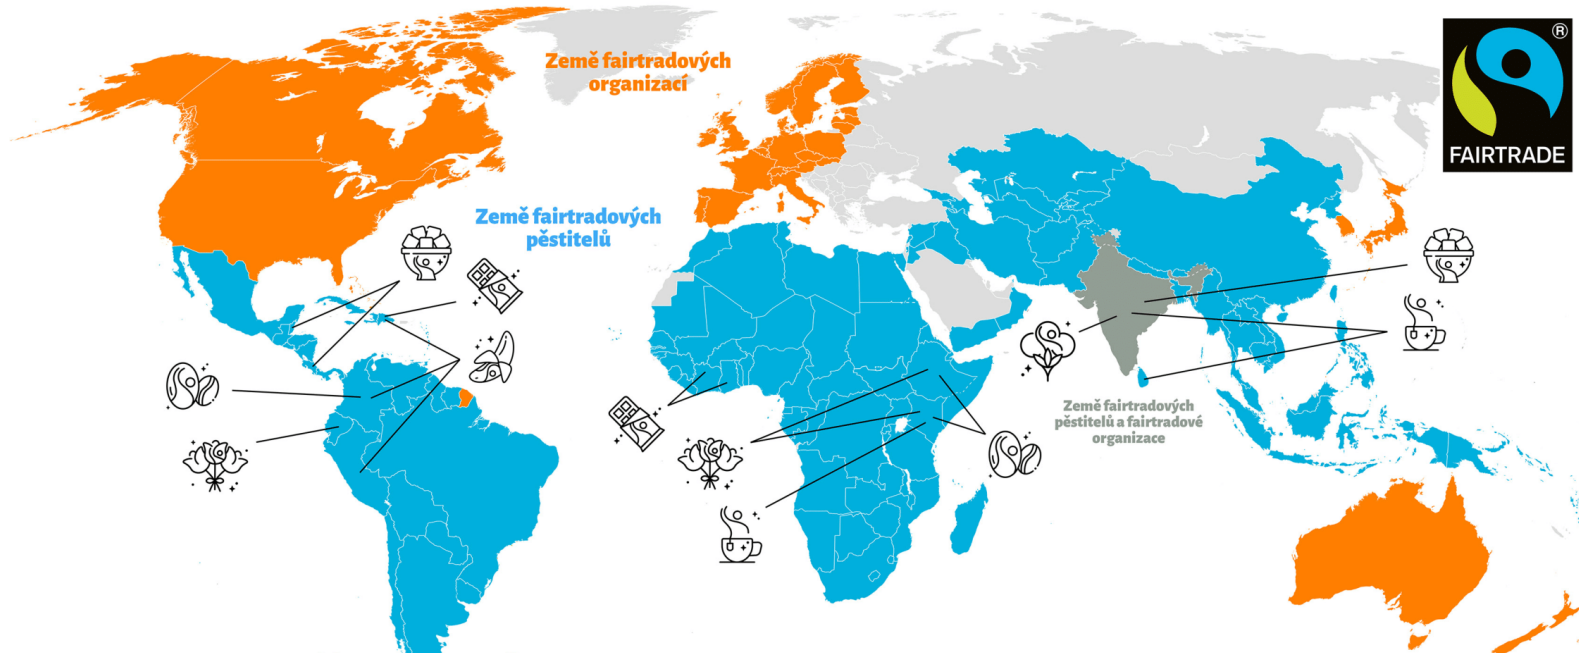 Země fairtradových
organizací
Země fairtradových
pěstitelů
Země fairtradových
pěstitelů a fairtradové
organizace
®
FAIRTRADE